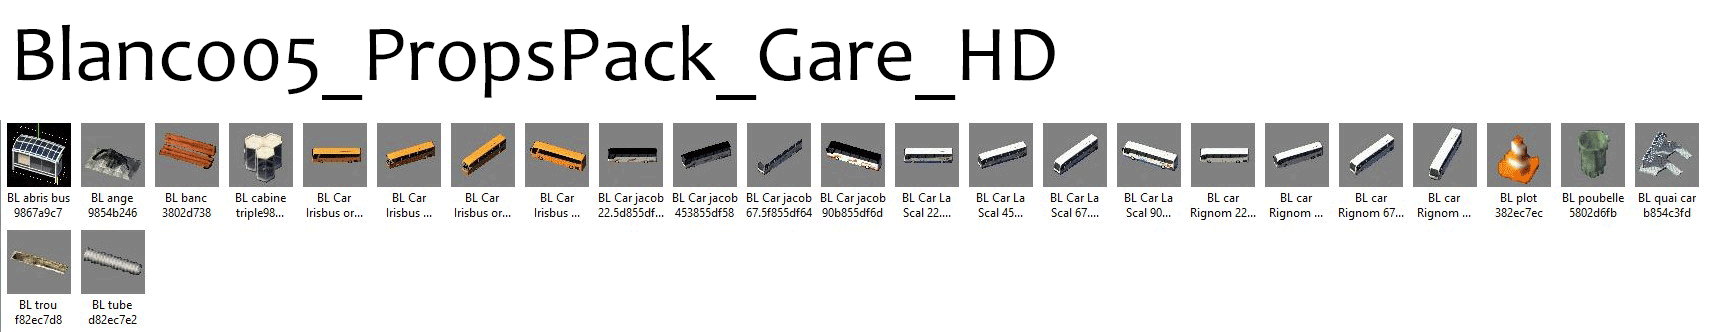 Blanco05_PropsPack_Gare_HD
BL abris bus 9867a9c7
BL ange 9854b246
BL banc 3802d738
BL cabine triple98...
BL Car Irisbus or...
BL Car Irisbus ...
BL Car Irisbus or...
BL Car Irisbus ...
BL Car jacob 22.5d855df...
BL Car jacob 453855df58
BL Car jacob 67.5f855df64
BL Car jacob 90b855df6d
BL Car La Scal 22....
BL Car La Scal 45...
BL Car La Scal 67....
BL Car La Scal 90...
BL car Rignom 22...
BL car Rignom ...
BL car Rignom 67...
BL car Rignom ...
BL plot 382ec7ec
BL poubelle 5802d6fb
BL quai car b854c3fd
BL trou f82ec7d8
BL tube d82ec7e2